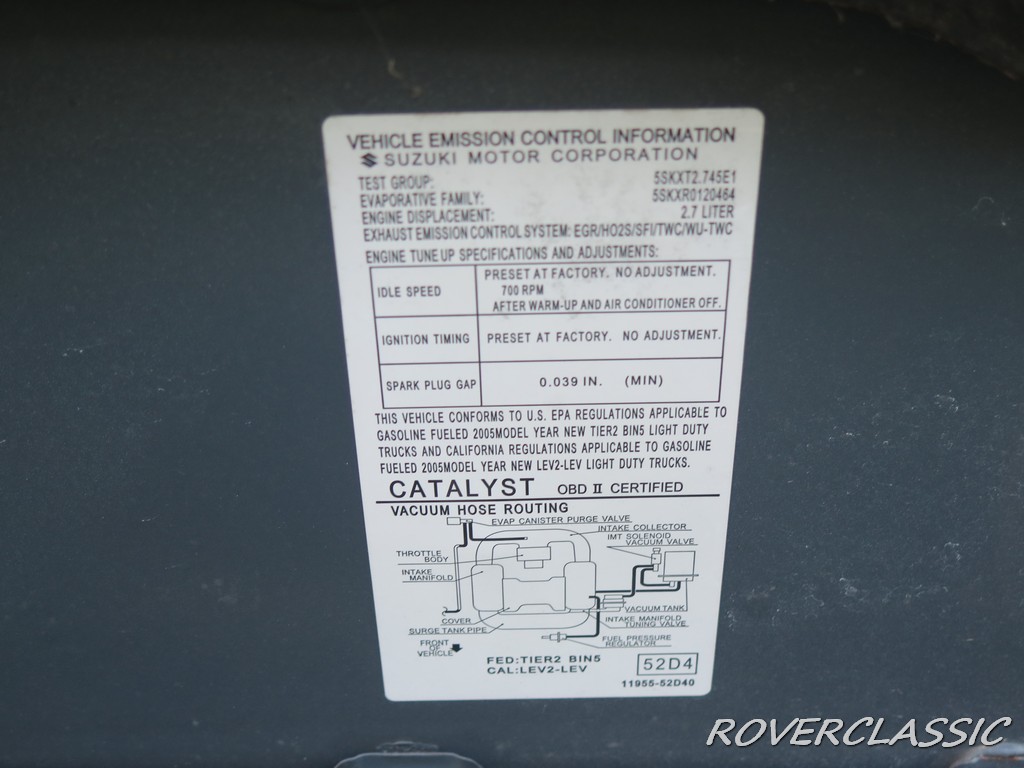 VEHICLE EMISSION CONTROL INFORMATION
SUZUKI MOTOR CORPORATION
TEST GROUP: 5SKXT2.745E1
EVAPORATIVE FAMILY: 5SKXR0120464
ENGINE DISPLACEMENT: 2.7 LITER
EXHAUST EMISSION CONTROL SYSTEM: EGR/HO2S/SFI/TWC/WU-TWC
ENGINE TUNE UP SPECIFICATIONS AND ADJUSTMENTS:
IDLE SPEED
PRESET AT FACTORY. NO ADJUSTMENT.
700 RPM
AFTER WARM-UP AND AIR CONDITIONER OFF.
IGNITION TIMING
PRESET AT FACTORY. NO ADJUSTMENT.
SPARK PLUG GAP
0.039 IN. (MIN)
THIS VEHICLE CONFORMS TO U.S. EPA REGULATIONS APPLICABLE TO
GASOLINE FUELED 2005MODEL YEAR NEW TIER2 BIN5 LIGHT DUTY
TRUCKS AND CALIFORNIA REGULATIONS APPLICABLE TO GASOLINE
FUELED 2005MODEL YEAR NEW LEV2-LEV LIGHT DUTY TRUCKS.
CATALYST OBD II CERTIFIED
VACUUM HOSE ROUTING
EVAP CANISTER PURGE VALVE
INTAKE COLLECTOR
IMT SOLENOID
VACUUM VALVE
THROTTLE
BODY
INTAKE
MANIFOLD
VACUUM TANK
COVER
INTAKE MANIFOLD
TUNING VALVE
SURGE TANK PIPE
FUEL PRESSURE
REGULATOR
FRONT
OF
VEHICLE
FED:TIER2 BIN5
CAL:LEV2-LEV
52D4
11955-52D40
ROVERCLASSIC